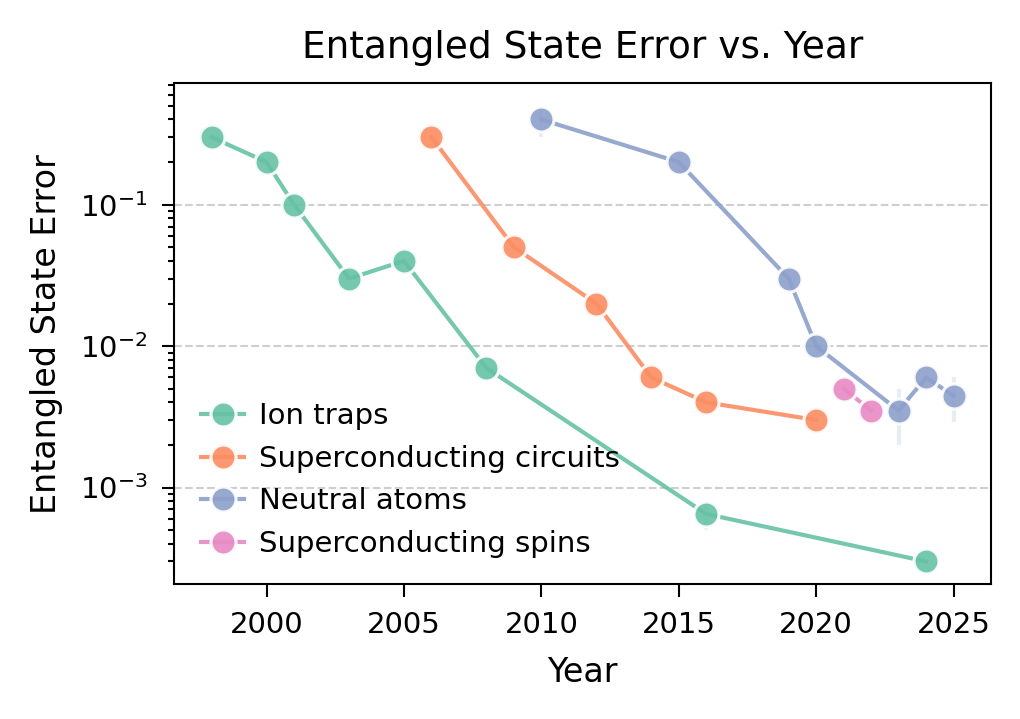 Entangled State Error vs. Year
Entangled State Error
10⁻¹
10⁻²
10⁻³
Ion traps
Superconducting circuits
Neutral atoms
Superconducting spins
2000 2005 2010 2015 2020 2025
Year